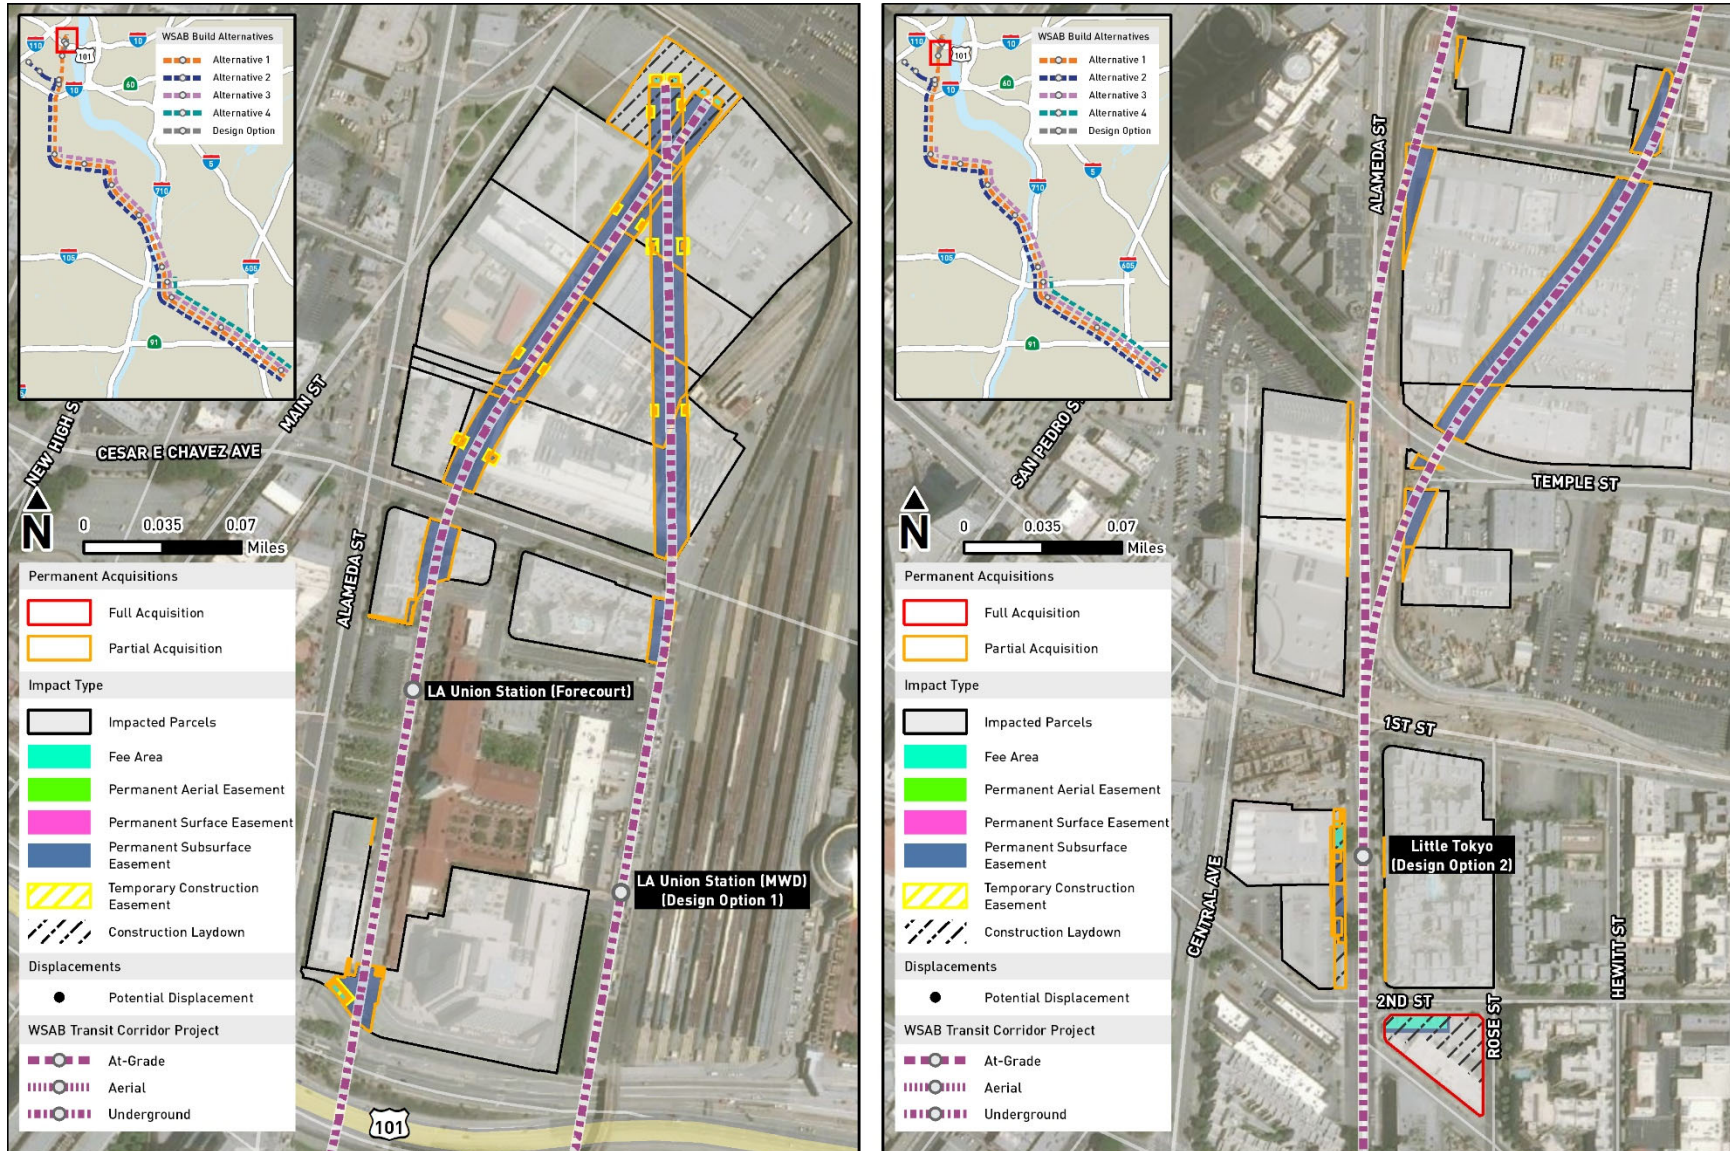 WSAB Build Alternatives
Alternative 1
Alternative 2
Alternative 3
Alternative 4
Design Option
110
10
101
10
60
5
710
105
605
91
5
NEW HIGH S
MAIN ST
CESAR E CHAVEZ AVE
ALAMEDA ST
N
0 0.035 0.07
Miles
Permanent Acquisitions
Full Acquisition
Partial Acquisition
Impact Type
Impacted Parcels
Fee Area
Permanent Aerial Easement
Permanent Surface Easement
Permanent Subsurface
Easement
Temporary Construction
Easement
Construction Laydown
Displacements
Potential Displacement
WSAB Transit Corridor Project
At-Grade
Aerial
Underground
LA Union Station (Forecourt)
LA Union Station (MWD)
(Design Option 1)
101
WSAB Build Alternatives
Alternative 1
Alternative 2
Alternative 3
Alternative 4
Design Option
110
10
101
10
60
5
710
105
605
91
ALAMEDA ST
SAN PEDRO S
TEMPLE ST
1ST ST
CENTRAL AVE
2ND ST
ROSE ST
HEWITT ST
N
0 0.035 0.07
Miles
Permanent Acquisitions
Full Acquisition
Partial Acquisition
Impact Type
Impacted Parcels
Fee Area
Permanent Aerial Easement
Permanent Surface Easement
Permanent Subsurface
Easement
Temporary Construction
Easement
Construction Laydown
Displacements
Potential Displacement
WSAB Transit Corridor Project
At-Grade
Aerial
Underground
Little Tokyo
(Design Option 2)